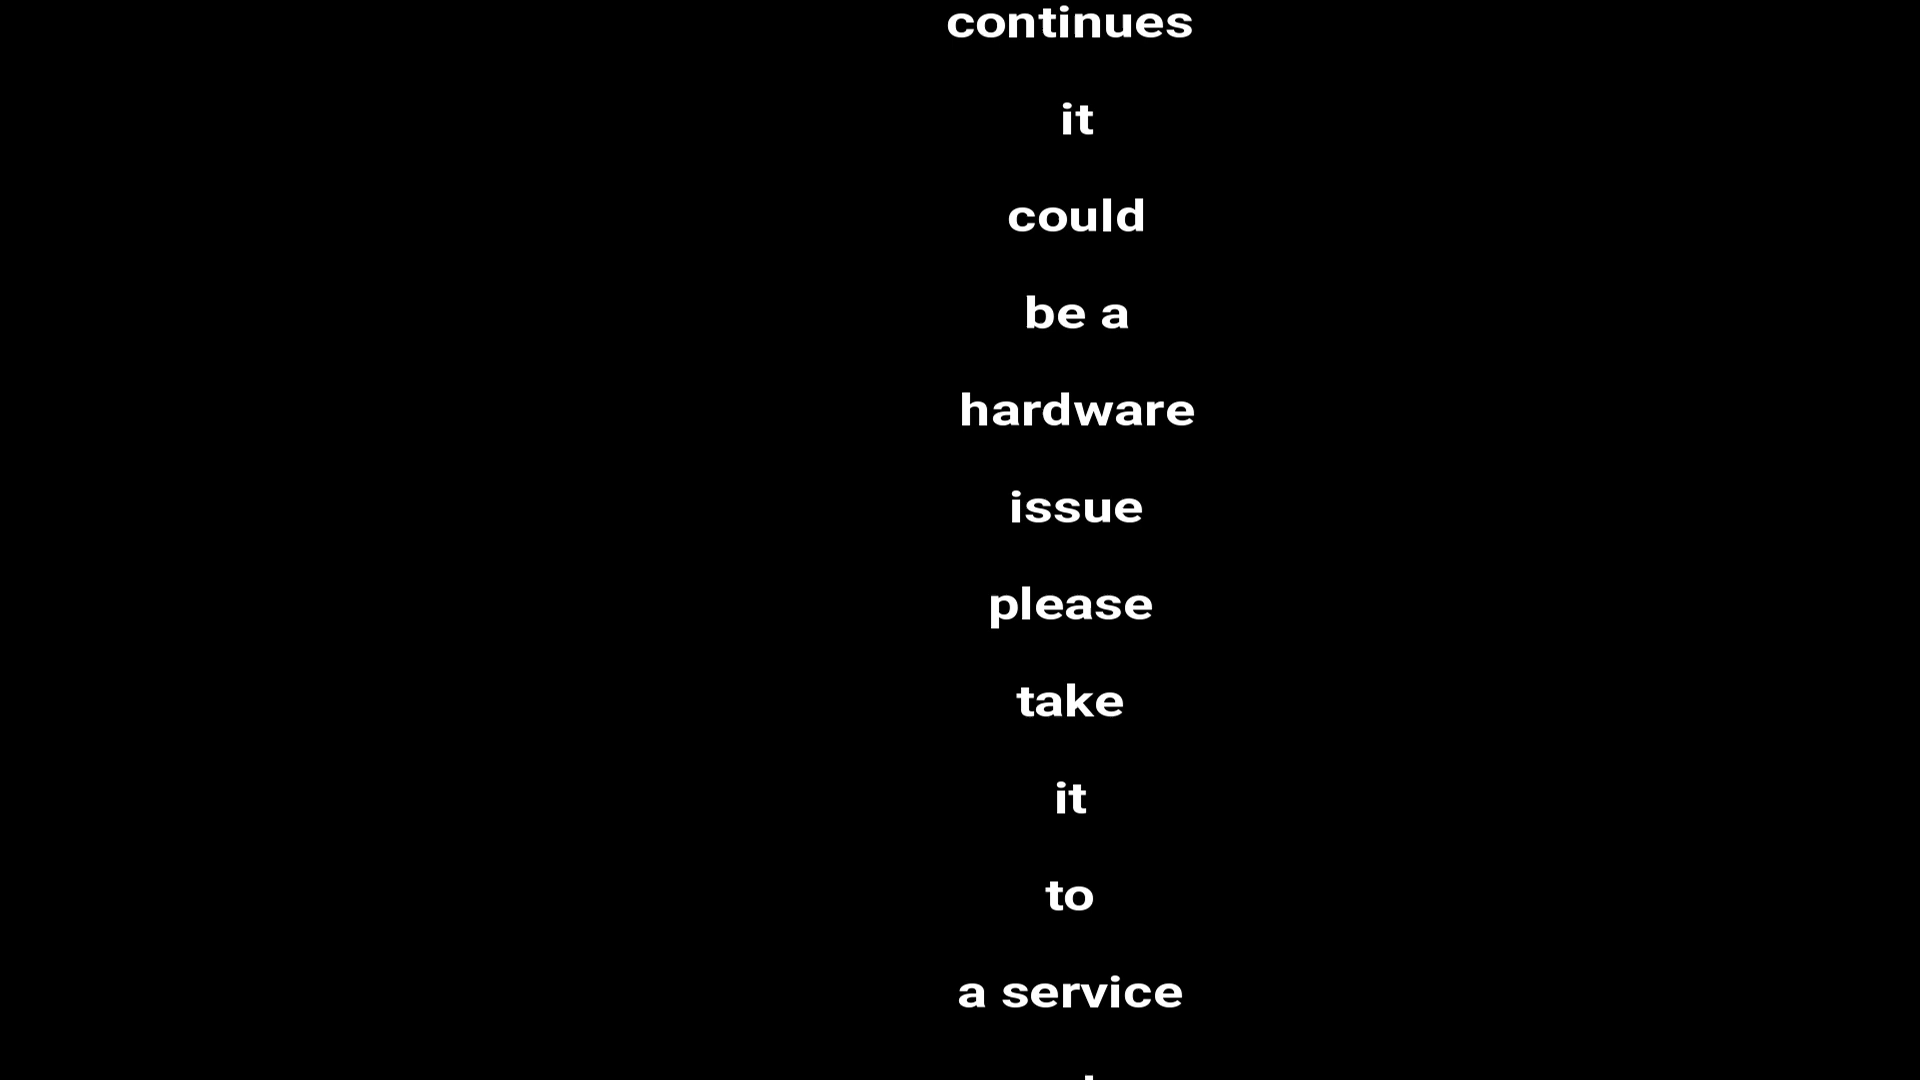 continues
it
could
be a
hardware
issue
please
take
it
to
a service